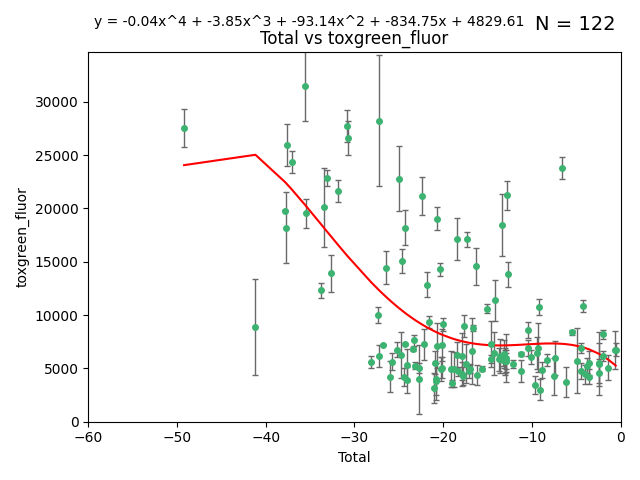 y = -0.04x^4 + -3.85x^3 + -93.14x^2 + -834.75x + 4829.61 N = 122
Total vs toxgreen_fluor
toxgreen_fluor
30000
25000
20000
15000
10000
5000
0
−60 −50 −40 −30 −20 −10 0
Total